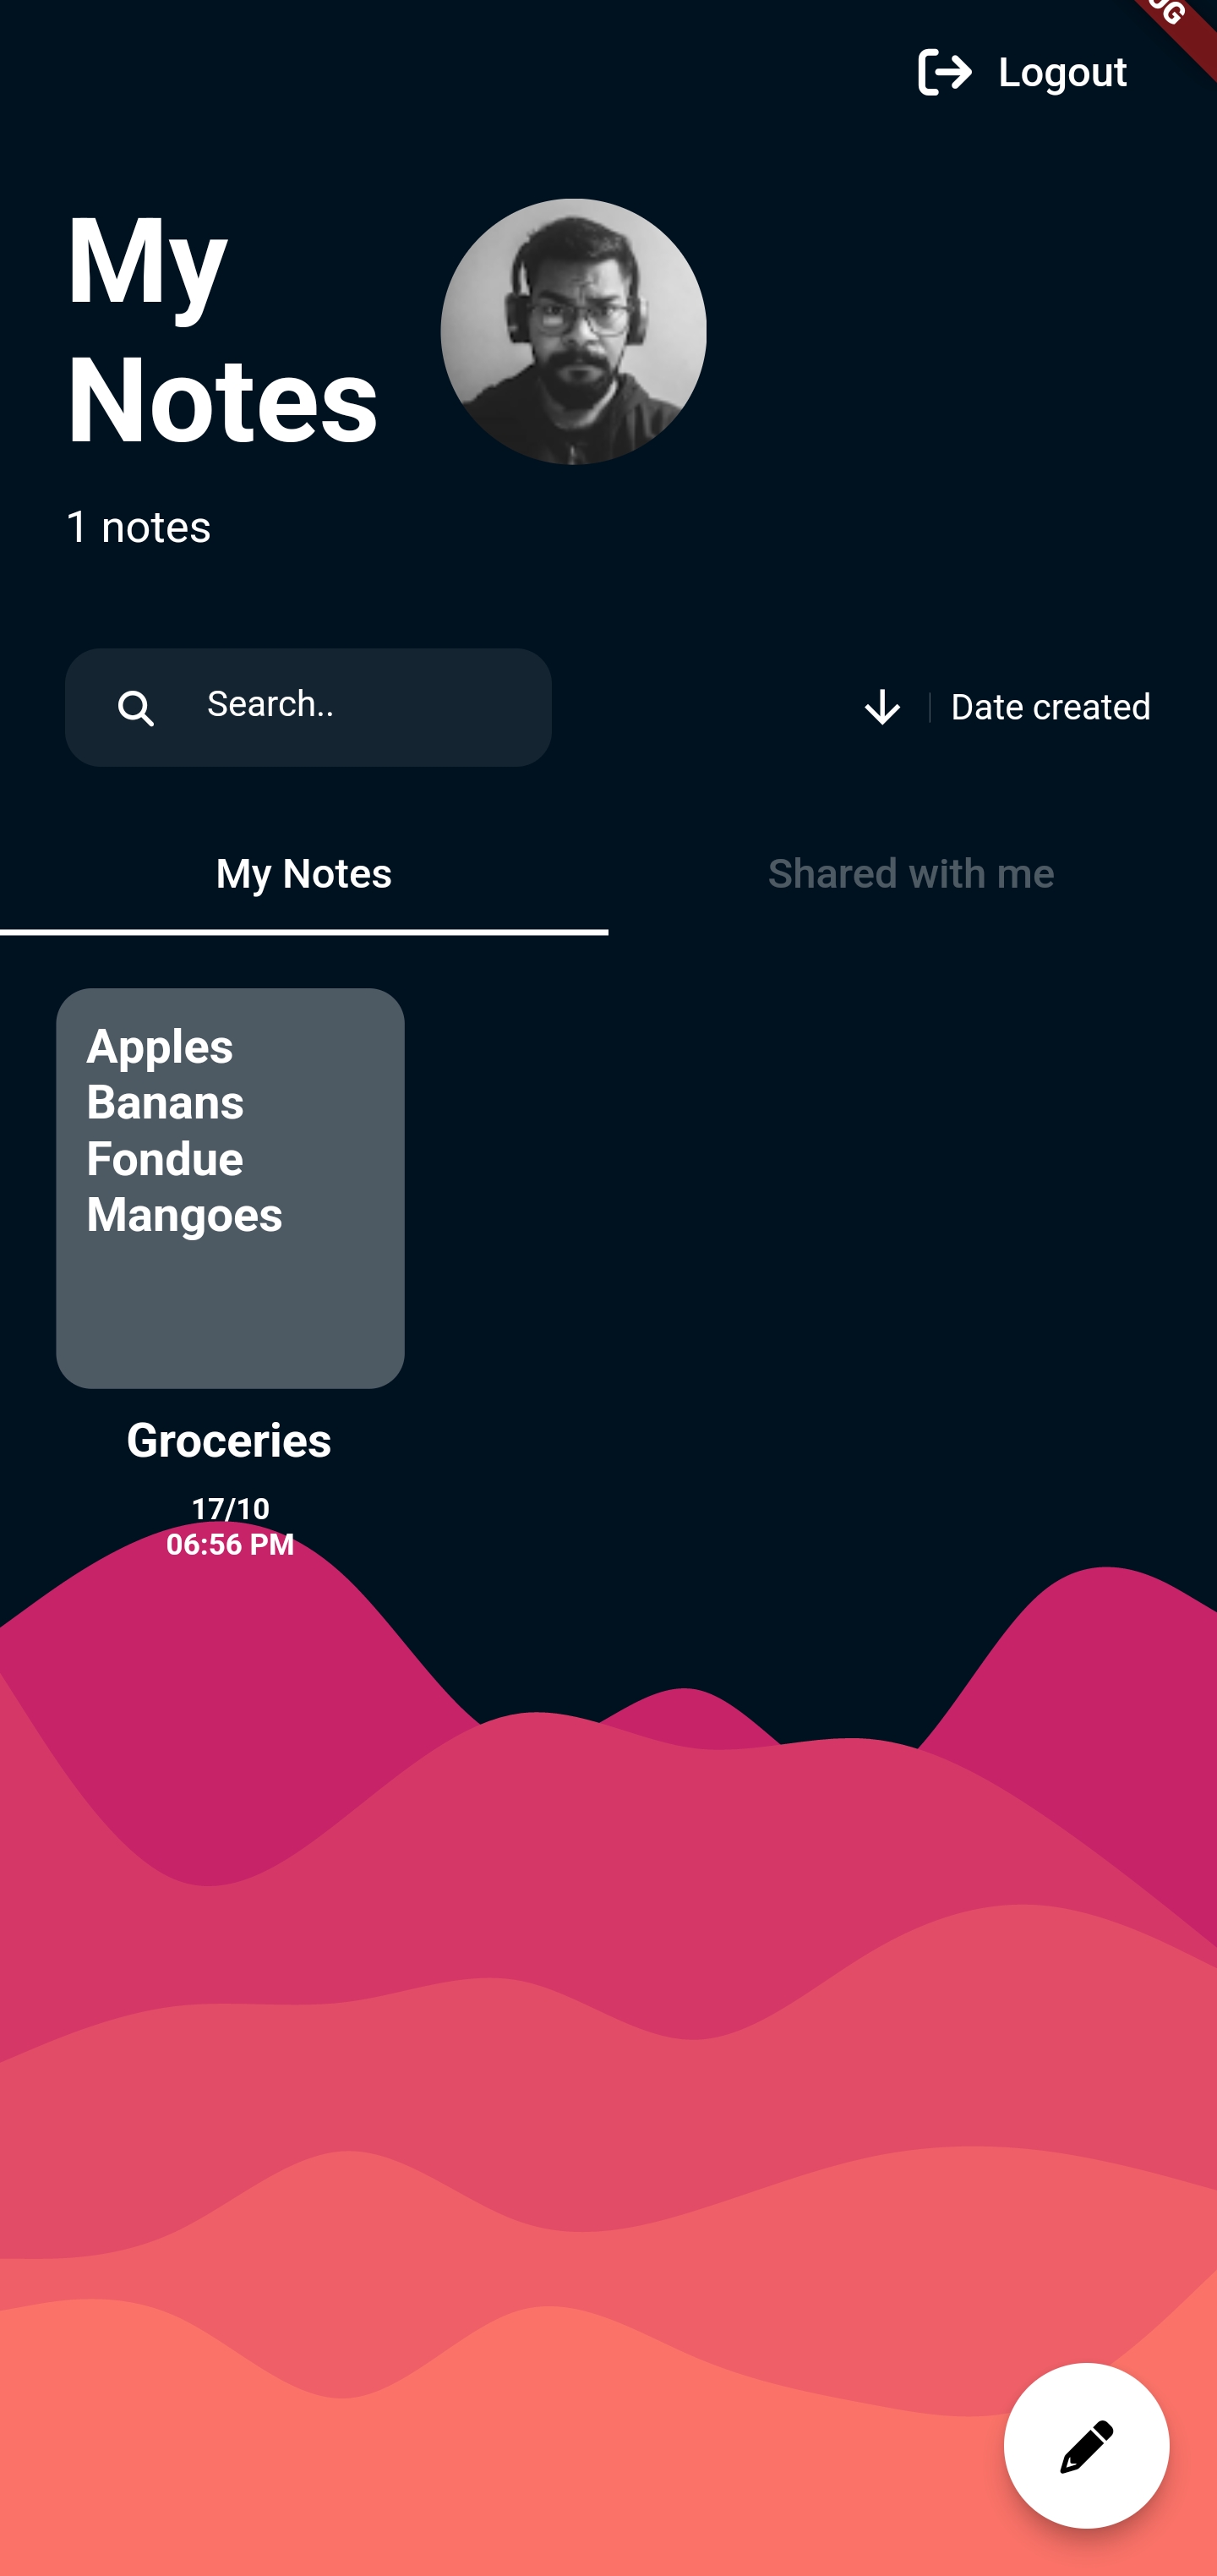 Logout
My
Notes
1 notes
Search..
Date created
My Notes
Shared with me
Apples
Banans
Fondue
Mangoes
Groceries
17/10
06:56 PM